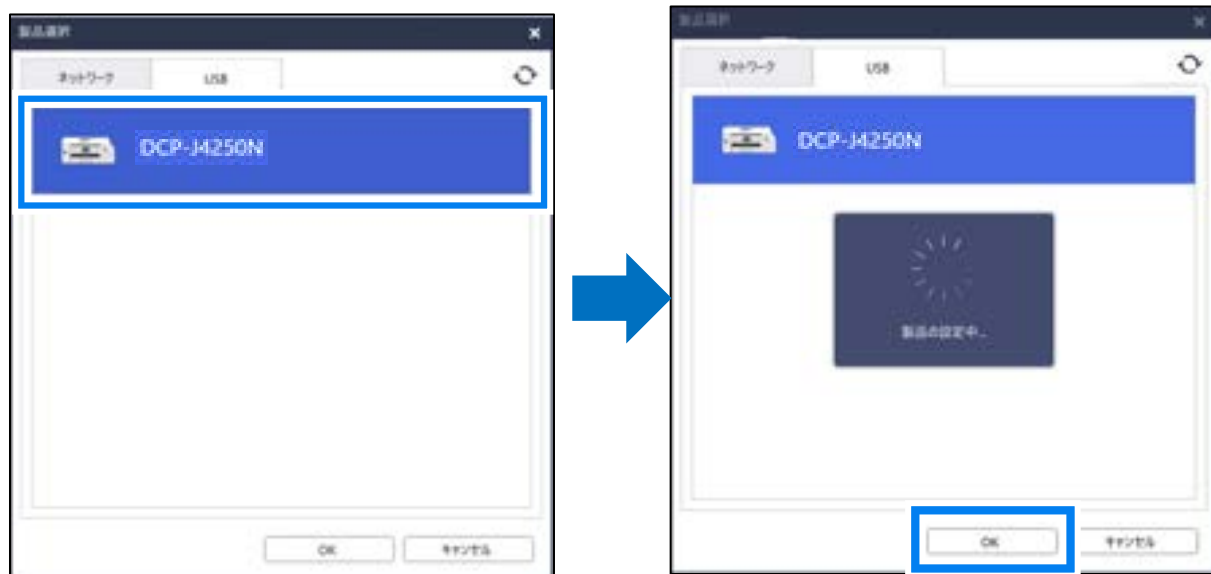 製品選択
ネットワーク
USB
DCP-J4250N
OK
キャンセル
製品選択
ネットワーク
USB
DCP-J4250N
製品の設定中...
OK
キャンセル